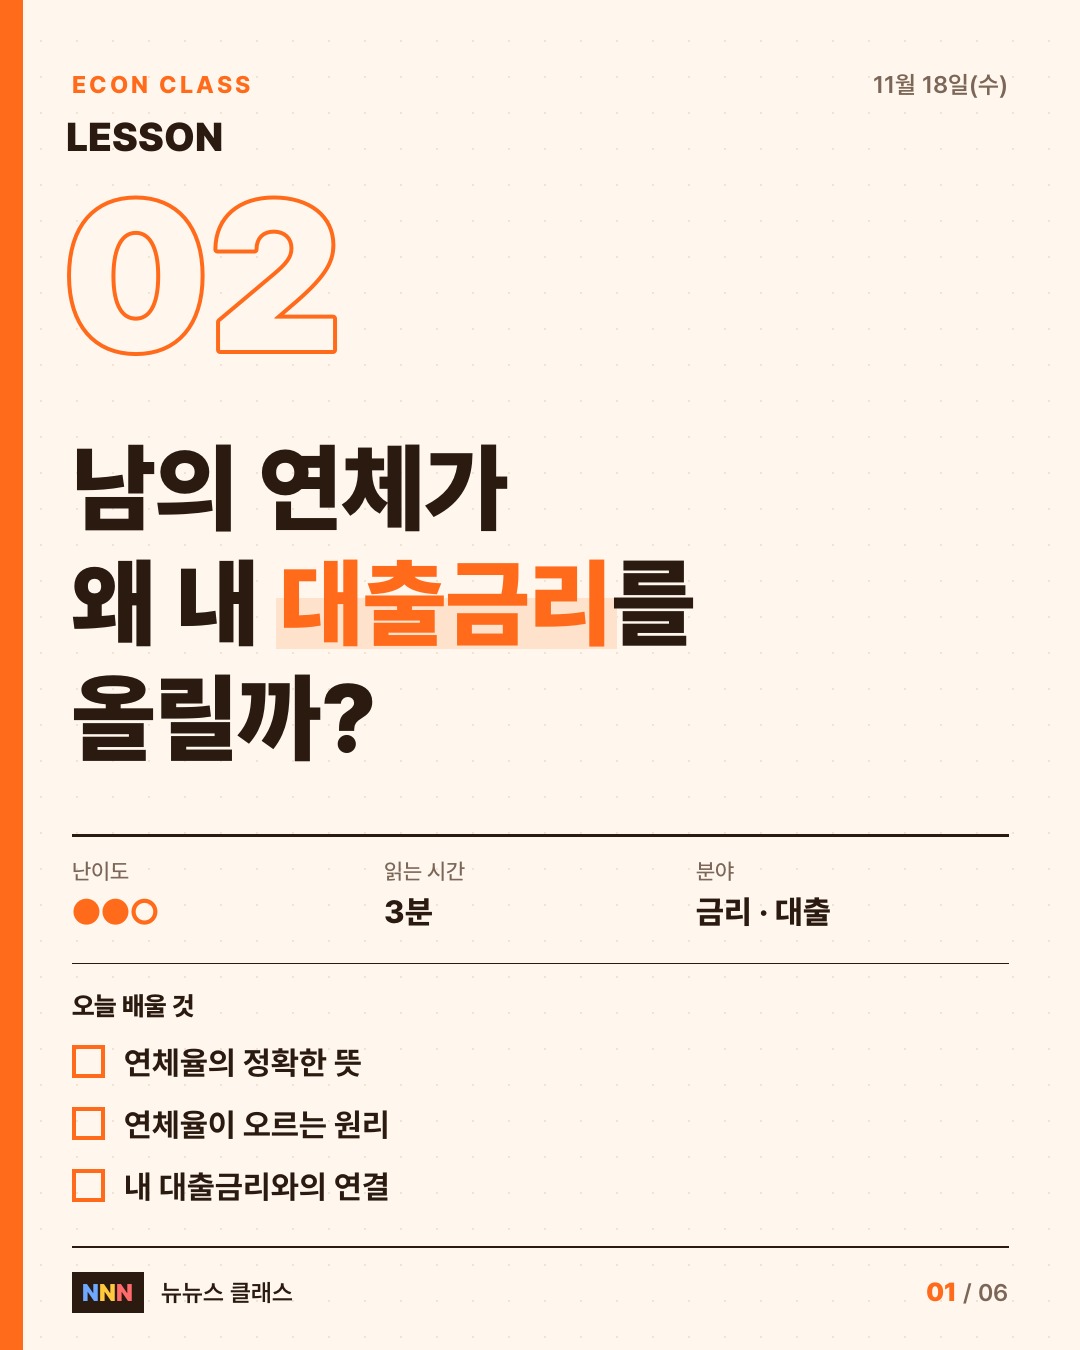 ECON CLASS
11월 18일(수)
LESSON
02
남의 연체가
왜 내 대출금리를
올릴까?
난이도
읽는 시간
분야
3분
금리 · 대출
오늘 배울 것
연체율의 정확한 뜻
연체율이 오르는 원리
내 대출금리와의 연결
NNN 뉴뉴스 클래스
01 / 06